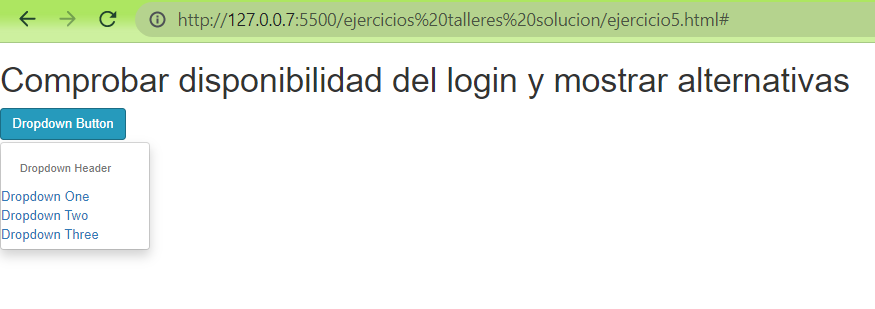 http://127.0.0.7:5500/ejercicios%20talleres%20solucion/ejercicio5.html#
Comprobar disponibilidad del login y mostrar alternativas
Dropdown Button
Dropdown Header
Dropdown One
Dropdown Two
Dropdown Three